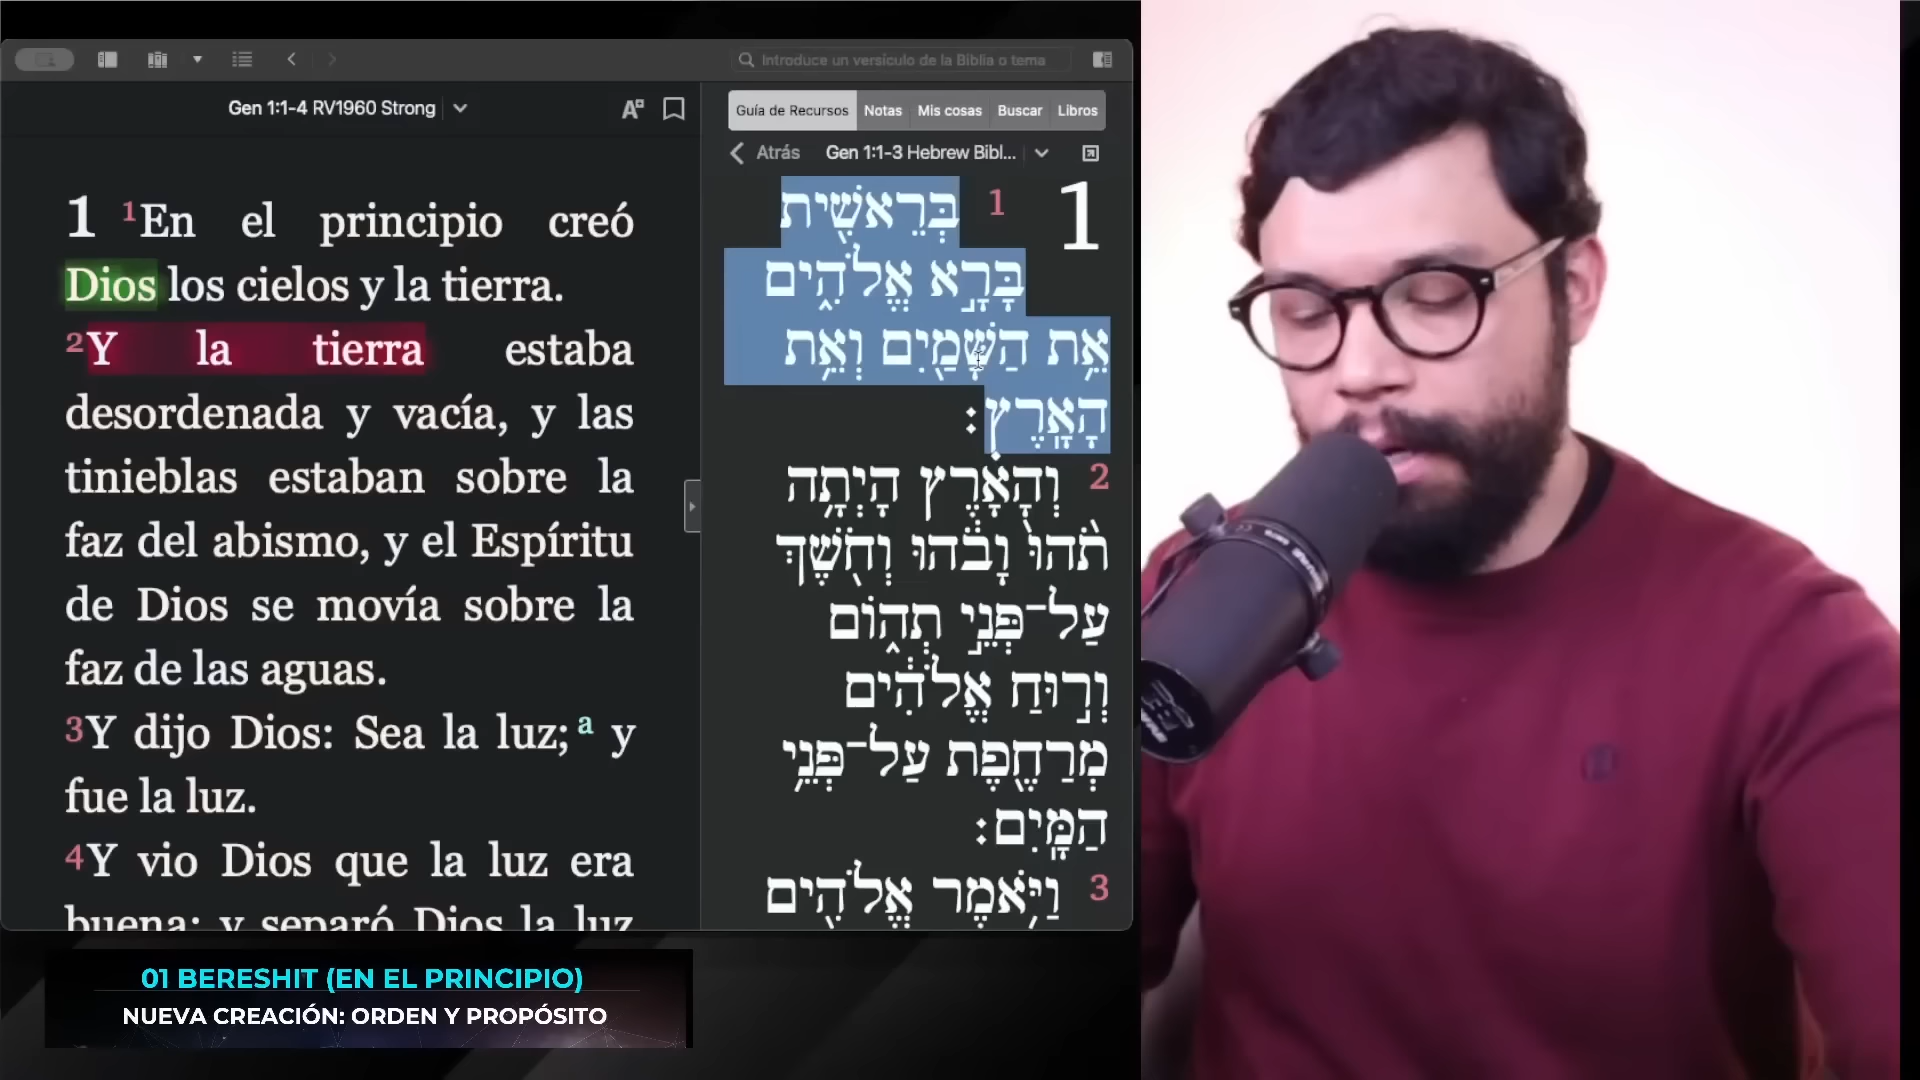 Introduce un versículo de la Biblia o tema
Gen 1:1-4 RV1960 Strong
1 1En el principio creó
Dios los cielos y la tierra.
2Y la tierra estaba
desordenada y vacía, y las
tinieblas estaban sobre la
faz del abismo, y el Espíritu
de Dios se movía sobre la
faz de las aguas.
3Y dijo Dios: Sea la luz;a y
fue la luz.
4Y vio Dios que la luz era
buena; y separó Dios la luz
Guía de Recursos Notas Mis cosas Buscar Libros
Atrás Gen 1:1-3 Hebrew Bibl...
1 1 בְּרֵאשִׁ֖ית
בָּרָ֣א אֱלֹהִ֑ים
אֵ֥ת הַשָּׁמַ֖יִם וְאֵ֥ת
הָאָֽרֶץ׃
2 וְהָאָ֗רֶץ הָיְתָ֥ה
תֹ֙הוּ֙ וָבֹ֔הוּ וְחֹ֖שֶׁךְ
עַל־פְּנֵ֣י תְה֑וֹם
וְר֣וּחַ אֱלֹהִ֔ים
מְרַחֶ֖פֶת עַל־פְּנֵ֥י
הַמָּֽיִם׃
3 וַיֹּ֥אמֶר אֱלֹהִ֖ים
01 BERESHIT (EN EL PRINCIPIO)
NUEVA CREACIÓN: ORDEN Y PROPÓSITO